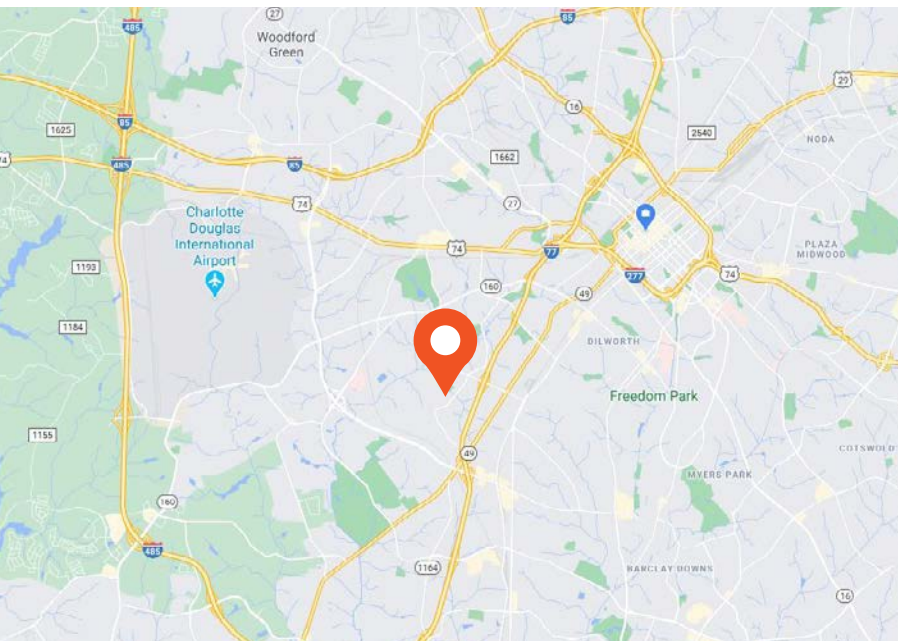 27
485
85
Woodford
Green
29
16
1625
85
2540
NODA
74
485
85
1662
74
27
Charlotte
Douglas
International
Airport
74
77
PLAZA
MIDWOOD
1193
277
74
160
49
1184
DILWORTH
Freedom Park
1155
49
COTSWOLD
MYERS PARK
160
485
1164
BARCLAY DOWNS
16